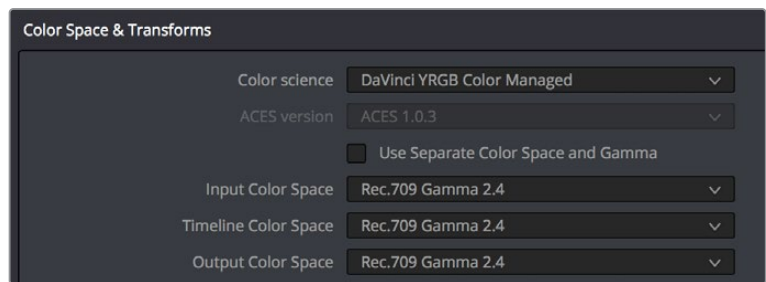 Color Space & Transforms
Color science DaVinci YRGB Color Managed
ACES version ACES 1.0.3
Use Separate Color Space and Gamma
Input Color Space Rec.709 Gamma 2.4
Timeline Color Space Rec.709 Gamma 2.4
Output Color Space Rec.709 Gamma 2.4